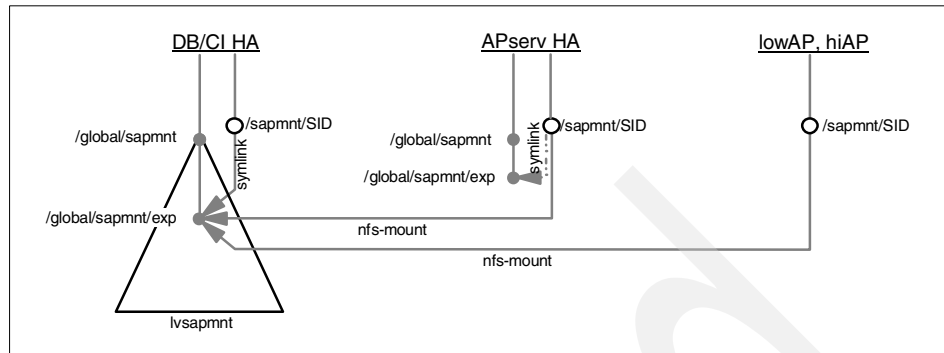 DB/CI HA
APserv HA
lowAP, hiAP
/sapmnt/SID
/sapmnt/SID
/sapmnt/SID
/global/sapmnt
/global/sapmnt
symlink
symlink
/global/sapmnt/exp
/global/sapmnt/exp
nfs-mount
nfs-mount
lvsapmnt